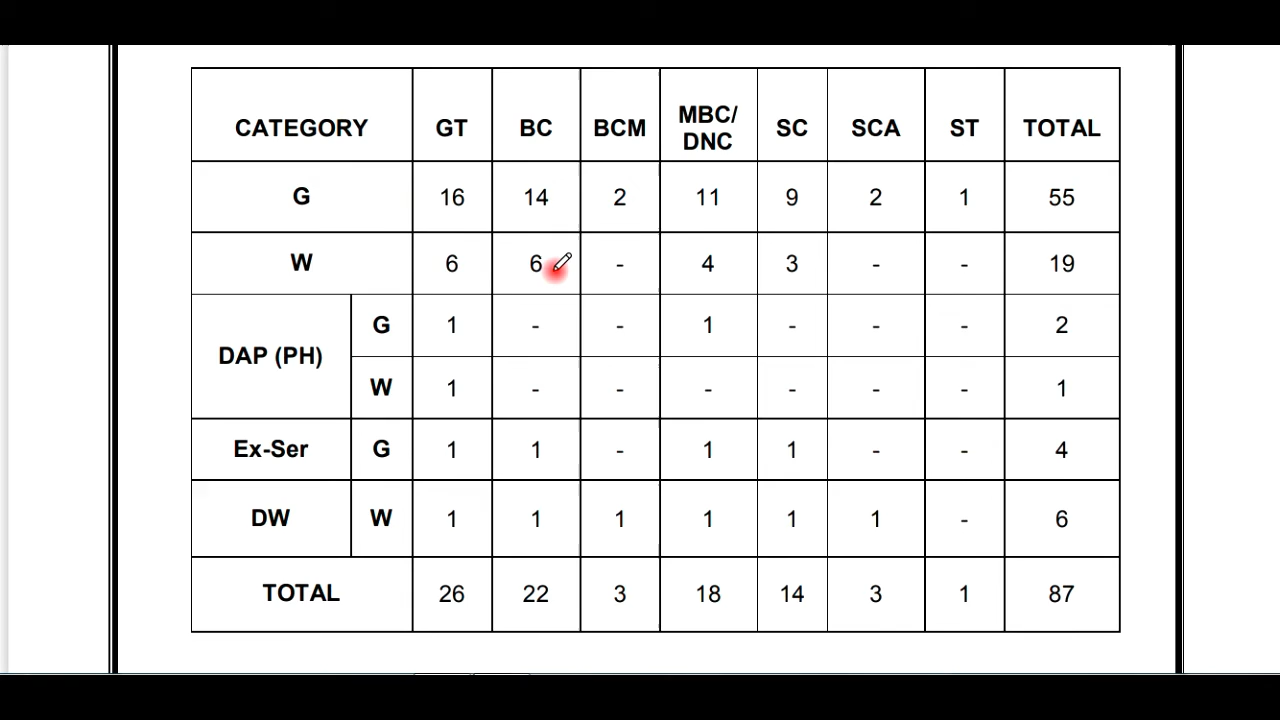 CATEGORY GT BC BCM MBC/ DNC SC SCA ST TOTAL
G 16 14 2 11 9 2 1 55
W 6 6 - 4 3 - - 19
DAP (PH) G 1 - - 1 - - - 2
W 1 - - - - - - 1
Ex-Ser G 1 1 - 1 1 - - 4
DW W 1 1 1 1 1 1 - 6
TOTAL 26 22 3 18 14 3 1 87